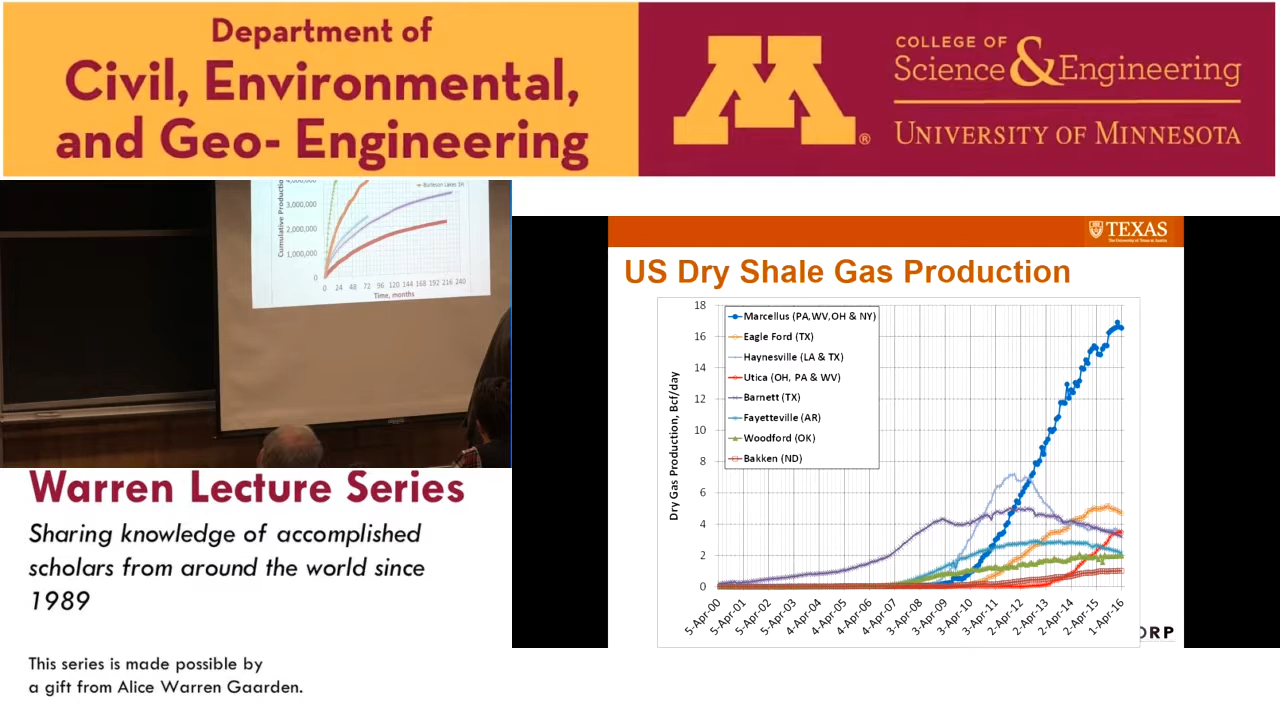 Department of
Civil, Environmental,
and Geo- Engineering
M®
COLLEGE OF
Science & Engineering
UNIVERSITY OF MINNESOTA
4,000,000
3,000,000
2,000,000
1,000,000
0
Cumulative Productio
Burleson Lakes 1H
0 24 48 72 96 120 144 168 192 216 240
Time, months
Warren Lecture Series
Sharing knowledge of accomplished
scholars from around the world since
1989
This series is made possible by
a gift from Alice Warren Gaarden.
TEXAS
The University of Texas at Austin
US Dry Shale Gas Production
18
16
14
12
10
8
6
4
2
0
Dry Gas Production, Bcf/day
Marcellus (PA,WV,OH & NY)
Eagle Ford (TX)
Haynesville (LA & TX)
Utica (OH, PA & WV)
Barnett (TX)
Fayetteville (AR)
Woodford (OK)
Bakken (ND)
5-Apr-00
5-Apr-01
5-Apr-02
5-Apr-03
4-Apr-04
4-Apr-05
4-Apr-06
4-Apr-07
3-Apr-08
3-Apr-09
3-Apr-10
3-Apr-11
2-Apr-12
2-Apr-13
2-Apr-14
2-Apr-15
1-Apr-16
ORP